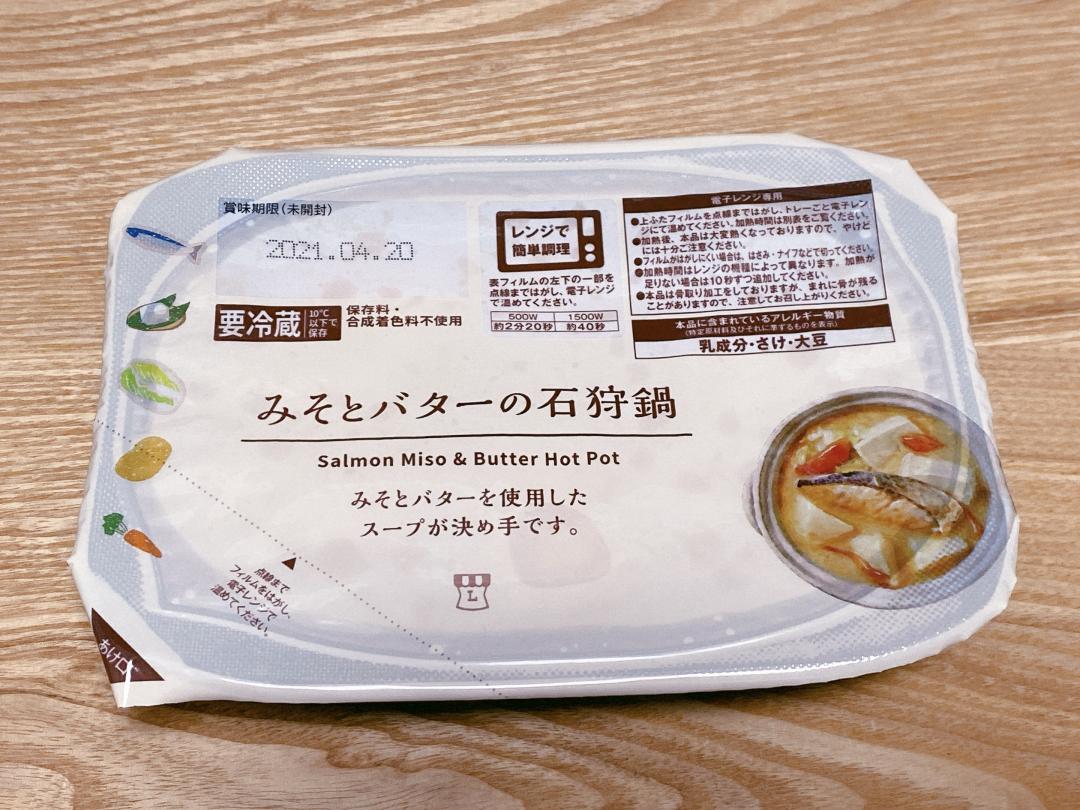 賞味期限(未開封)
2021.04.20
要冷蔵
10℃
以下で
保存
保存料・
合成着色料不使用
レンジで
簡単調理
表フィルムの左下の一部を
点線まではがし、電子レンジ
で温めてください。
500W 1500W
約2分20秒 約40秒
電子レンジ専用
●上ふたフィルムを点線まではがし、トレーごと電子レン
ジにて温めてください。加熱時間は別表をご覧ください。
●加熱後、本品は大変熱くなっておりますので、やけど
には十分ご注意ください。
●フィルムがはがしにくい場合は、はさみ・ナイフなどで切ってください。
●加熱時間はレンジの機種によって異なります。加熱が
足りない場合は10秒ずつ追加してください。
●本品は骨取り加工をしておりますが、まれに骨が残る
ことがありますので、注意してお召し上がりください。
本品に含まれているアレルギー物質
(特定原材料及びそれに準ずるものを表示)
乳成分・さけ・大豆
みそとバターの石狩鍋
Salmon Miso & Butter Hot Pot
みそとバターを使用した
スープが決め手です。
L
▲
点線まで
フィルムをはがし、
電子レンジで
温めてください。
あけ口